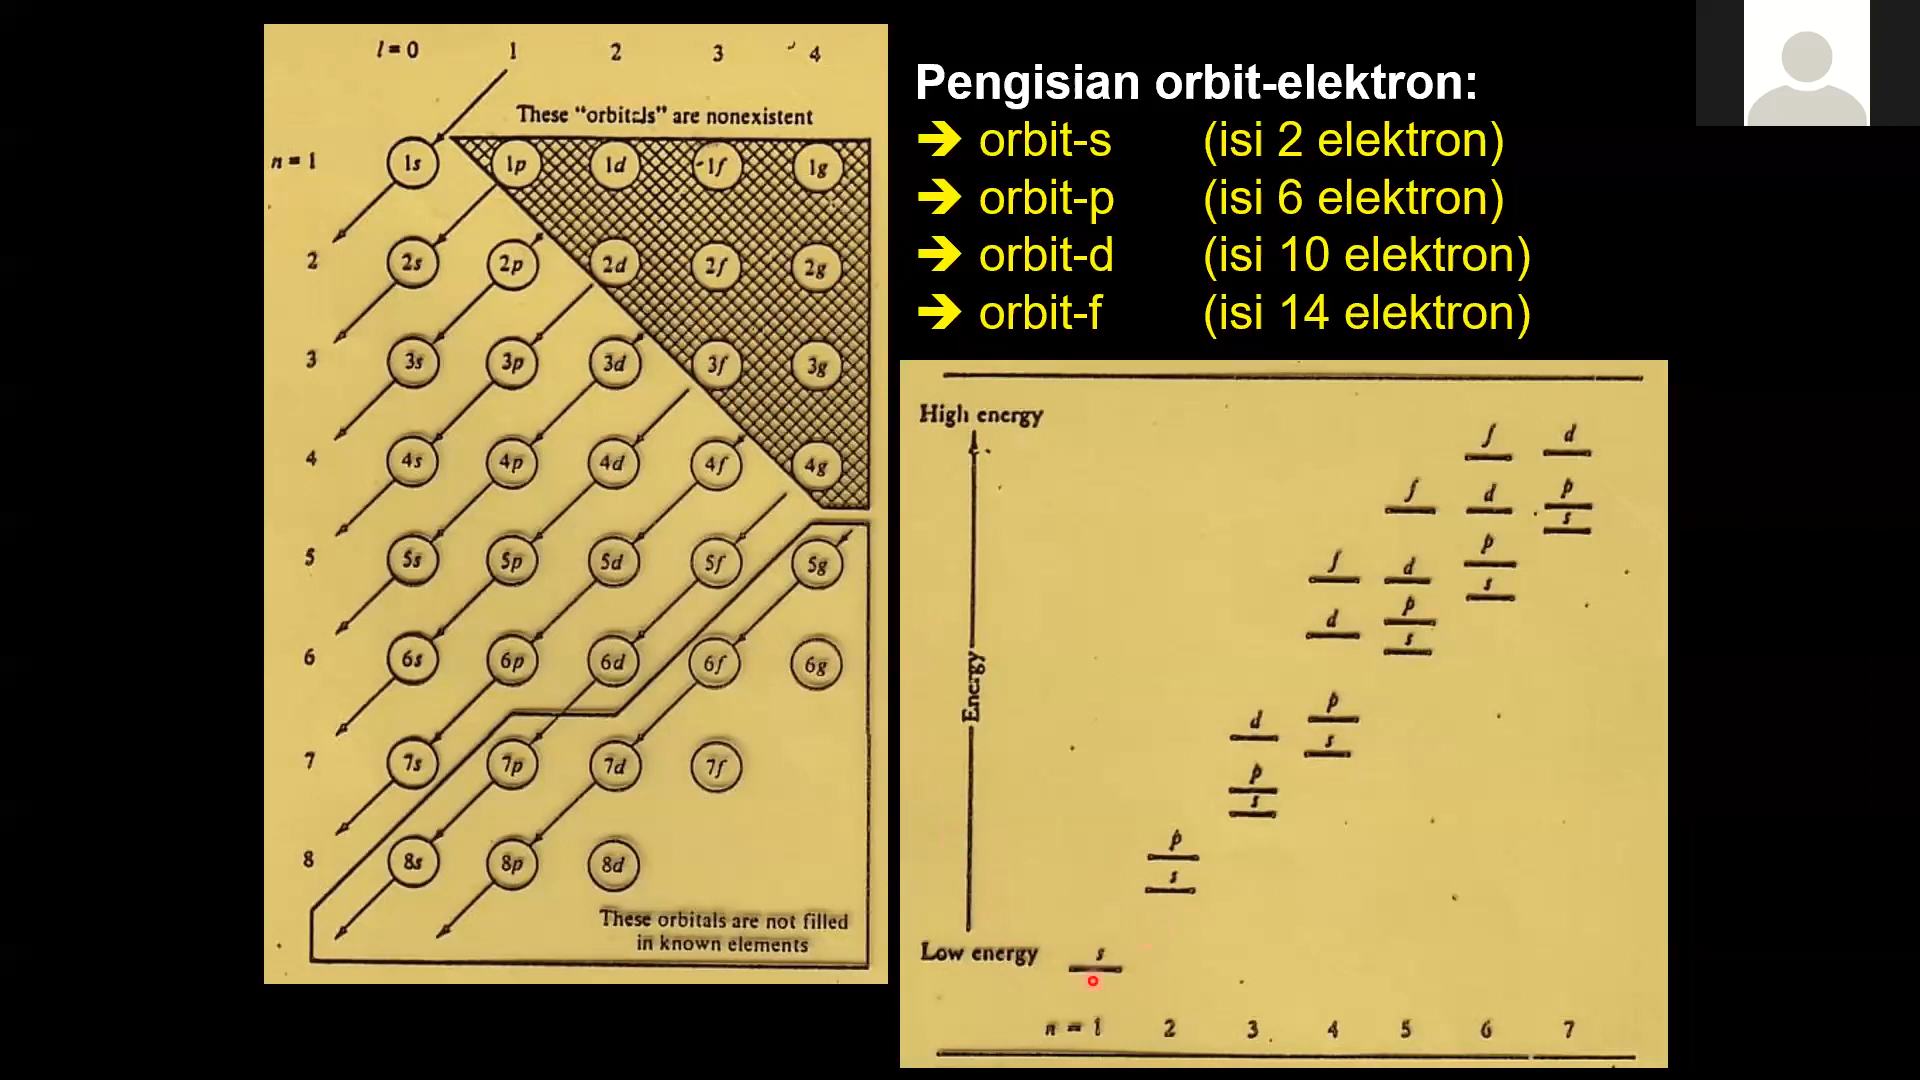 l = 0 1 2 3 4
These “orbitals” are nonexistent
n = 1 1s 1p 1d 1f 1g
2 2s 2p 2d 2f 2g
3 3s 3p 3d 3f 3g
4 4s 4p 4d 4f 4g
5 5s 5p 5d 5f 5g
6 6s 6p 6d 6f 6g
7 7s 7p 7d 7f
8 8s 8p 8d
These orbitals are not filled
in known elements
Pengisian orbit-elektron:
➔ orbit-s (isi 2 elektron)
➔ orbit-p (isi 6 elektron)
➔ orbit-d (isi 10 elektron)
➔ orbit-f (isi 14 elektron)
High energy
f d
f d p
s
p
f d s
p
d s
p
d s
p
s
p
s
Energy
Low energy s
n = 1 2 3 4 5 6 7